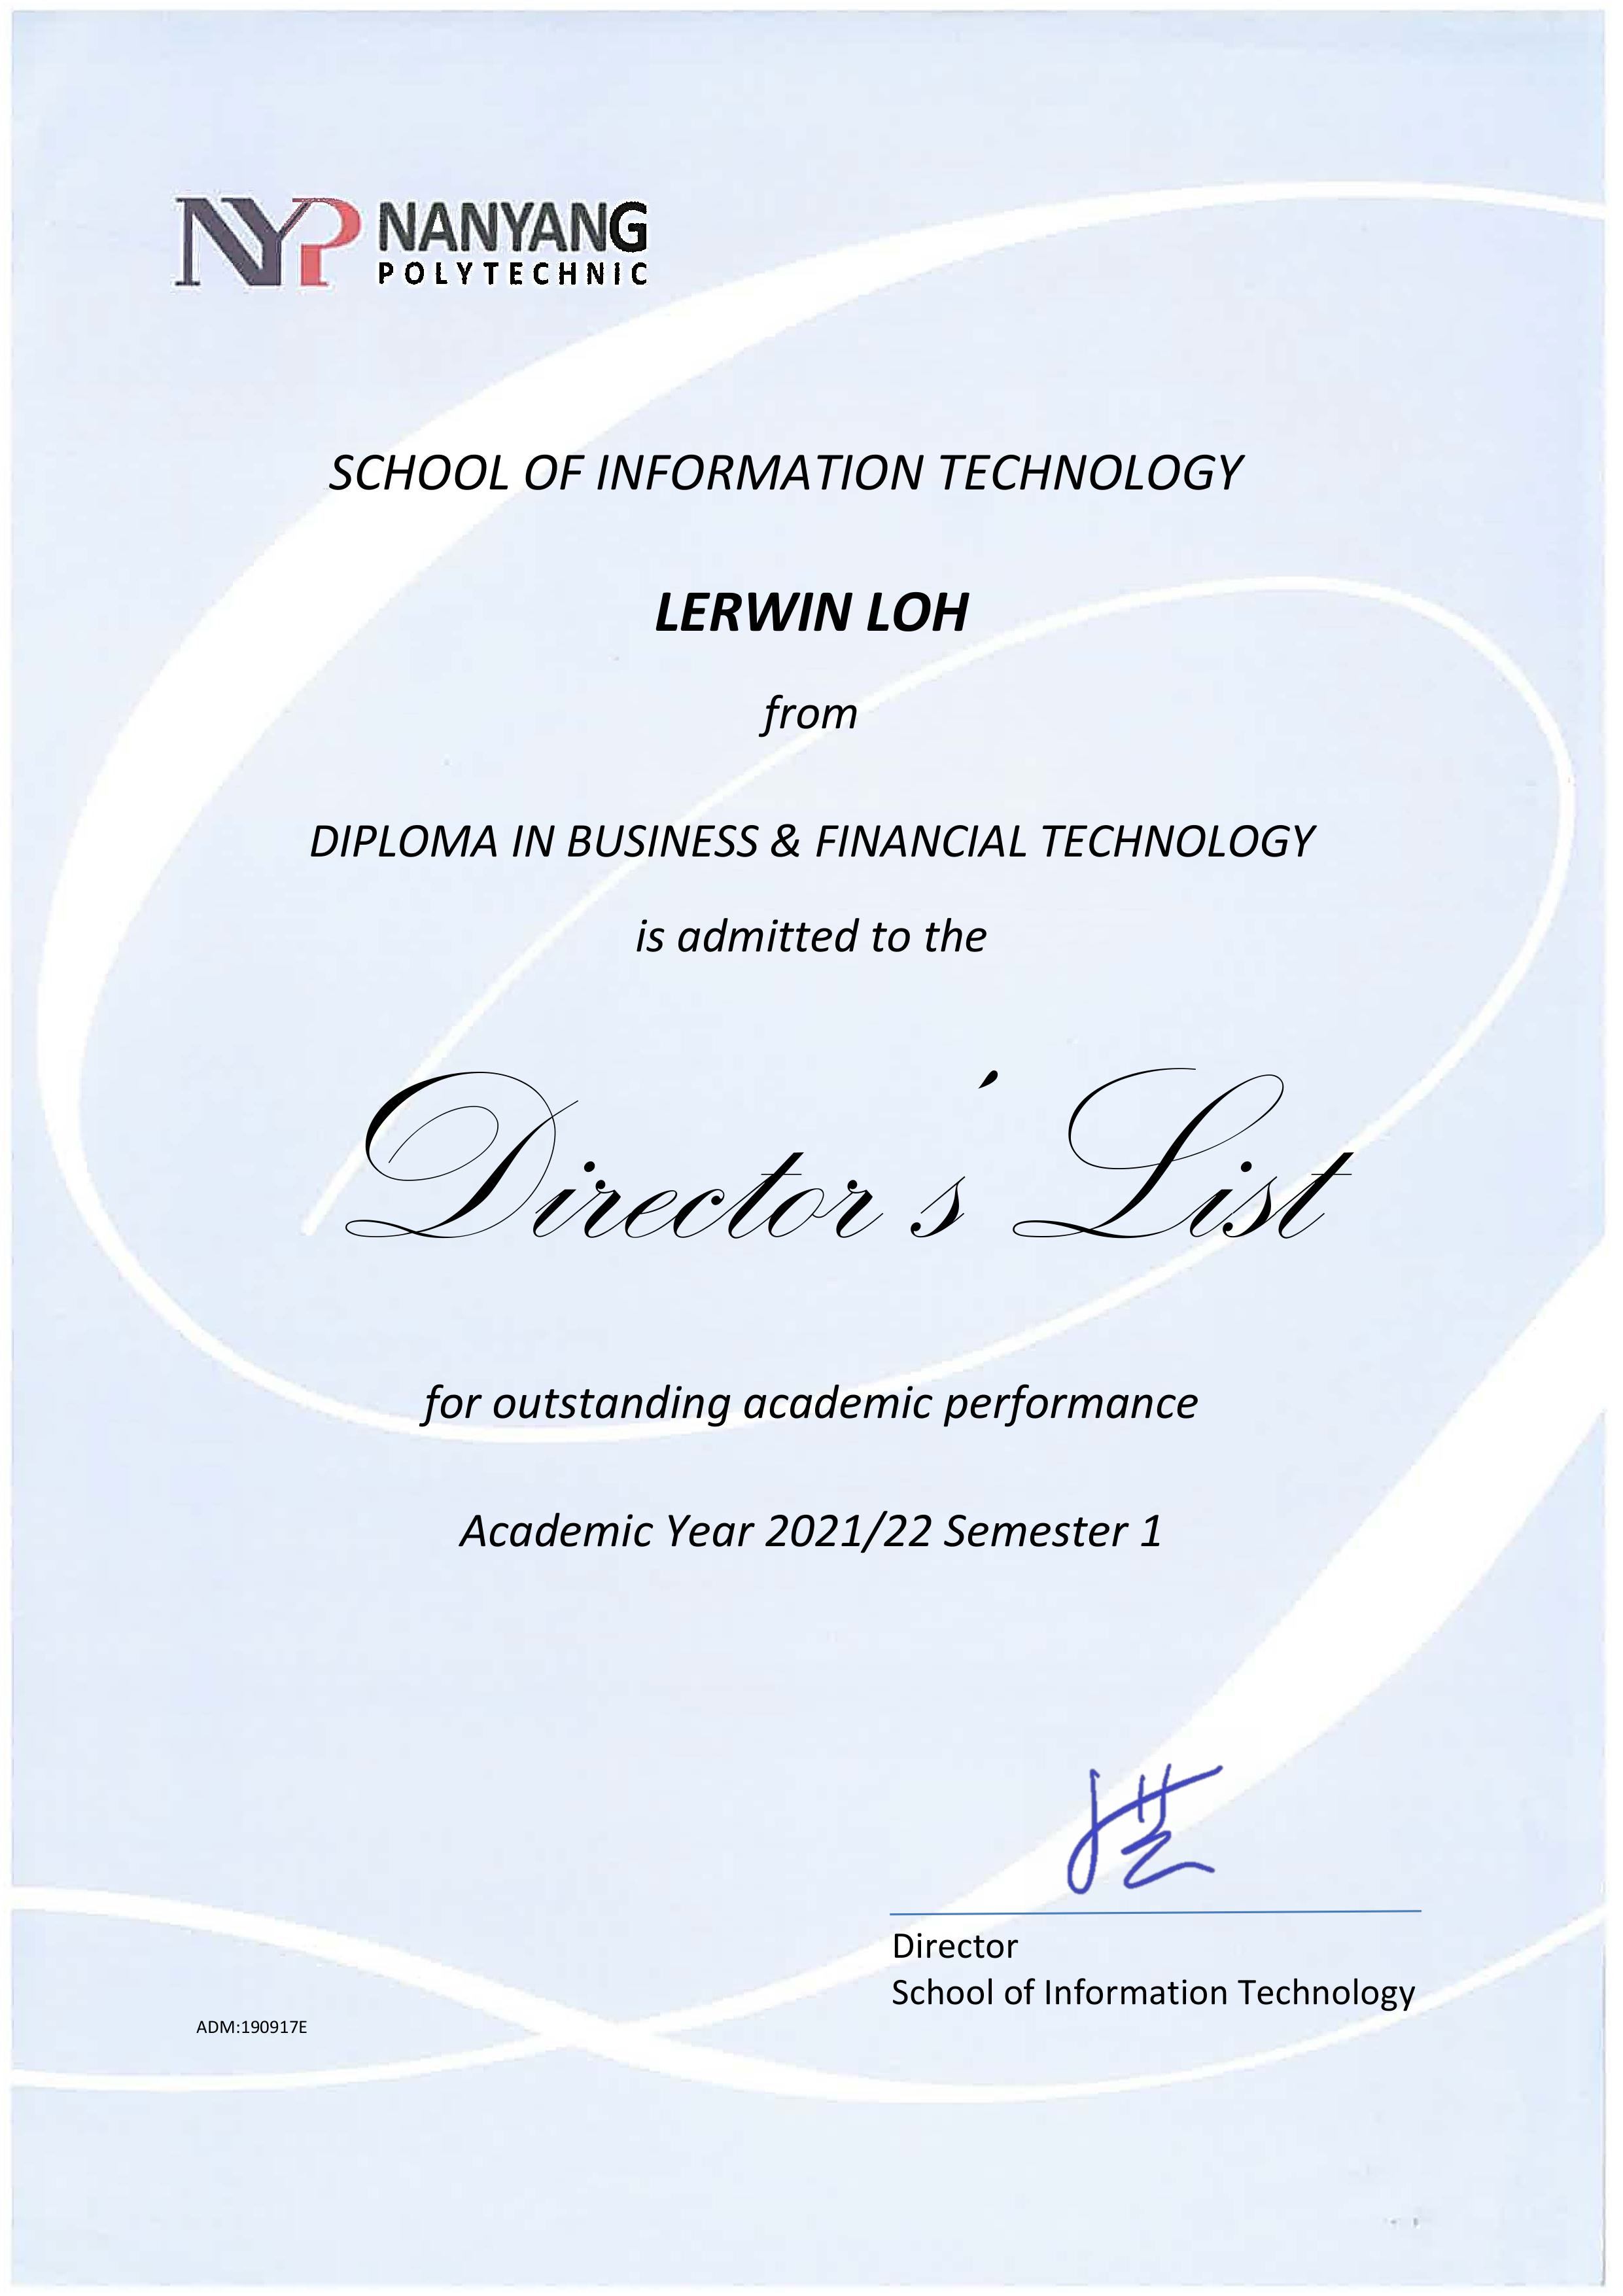 NYP NANYANG
POLYTECHNIC
SCHOOL OF INFORMATION TECHNOLOGY
LERWIN LOH
from
DIPLOMA IN BUSINESS & FINANCIAL TECHNOLOGY
is admitted to the
Director s' List
for outstanding academic performance
Academic Year 2021/22 Semester 1
Director
School of Information Technology
ADM:190917E